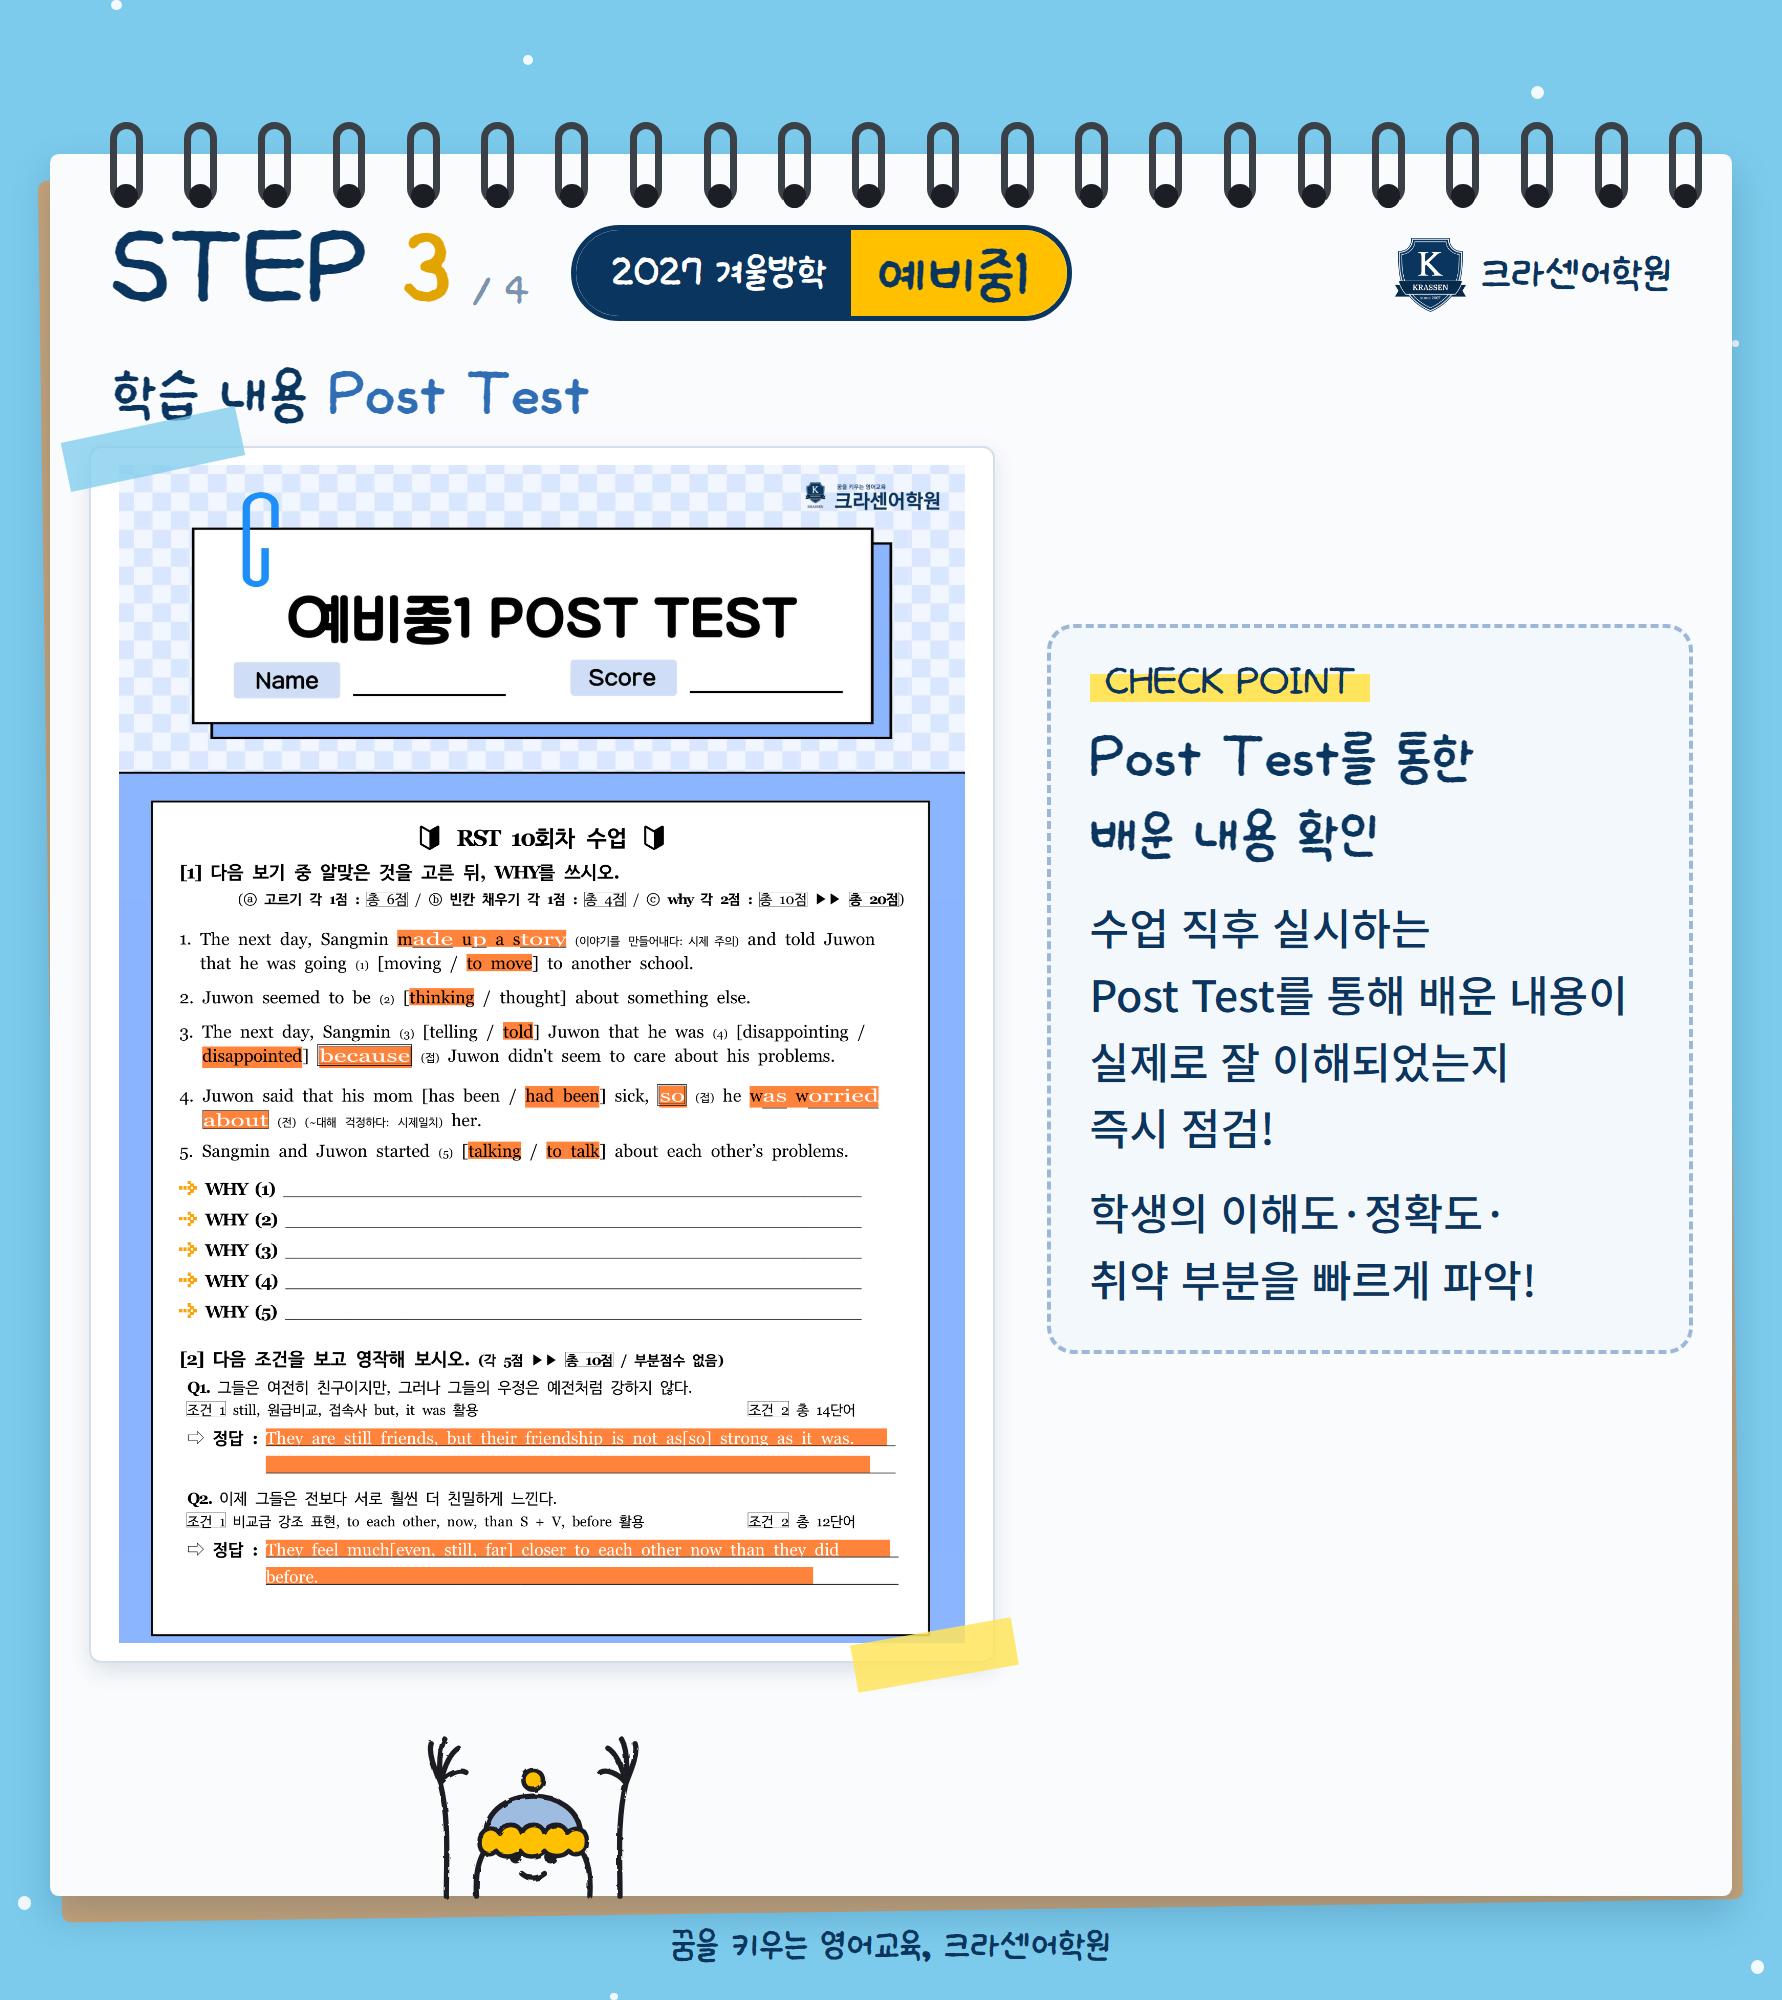 STEP 3 / 4
2027 겨울방학 예비중1
K KRASSEN
크라센어학원
학습 내용 Post Test
꿈을 키우는 영어교육
K 크라센어학원
KRASSEN
예비중1 POST TEST
Name Score
RST 10회차 수업
[1] 다음 보기 중 알맞은 것을 고른 뒤, WHY를 쓰시오.
(ⓐ 고르기 각 1점 : 총 6점 / ⓑ 빈칸 채우기 각 1점 : 총 4점 / ⓒ why 각 2점 : 총 10점 ▶▶ 총 20점)
1. The next day, Sangmin made up a story (이야기를 만들어내다: 시제 주의) and told Juwon
that he was going (1) [moving / to move] to another school.
2. Juwon seemed to be (2) [thinking / thought] about something else.
3. The next day, Sangmin (3) [telling / told] Juwon that he was (4) [disappointing /
disappointed] because (접) Juwon didn't seem to care about his problems.
4. Juwon said that his mom [has been / had been] sick, so (접) he was worried
about (전) (~대해 걱정하다: 시제일치) her.
5. Sangmin and Juwon started (5) [talking / to talk] about each other's problems.
WHY (1)
WHY (2)
WHY (3)
WHY (4)
WHY (5)
[2] 다음 조건을 보고 영작해 보시오. (각 5점 ▶▶ 총 10점 / 부분점수 없음)
Q1. 그들은 여전히 친구이지만, 그러나 그들의 우정은 예전처럼 강하지 않다.
조건 1 still, 원급비교, 접속사 but, it was 활용 조건 2 총 14단어
⇨ 정답 : They are still friends, but their friendship is not as[so] strong as it was.
Q2. 이제 그들은 전보다 서로 훨씬 더 친밀하게 느낀다.
조건 1 비교급 강조 표현, to each other, now, than S + V, before 활용 조건 2 총 12단어
⇨ 정답 : They feel much[even, still, far] closer to each other now than they did
before.
CHECK POINT
Post Test를 통한
배운 내용 확인
수업 직후 실시하는
Post Test를 통해 배운 내용이
실제로 잘 이해되었는지
즉시 점검!
학생의 이해도·정확도·
취약 부분을 빠르게 파악!
꿈을 키우는 영어교육, 크라센어학원